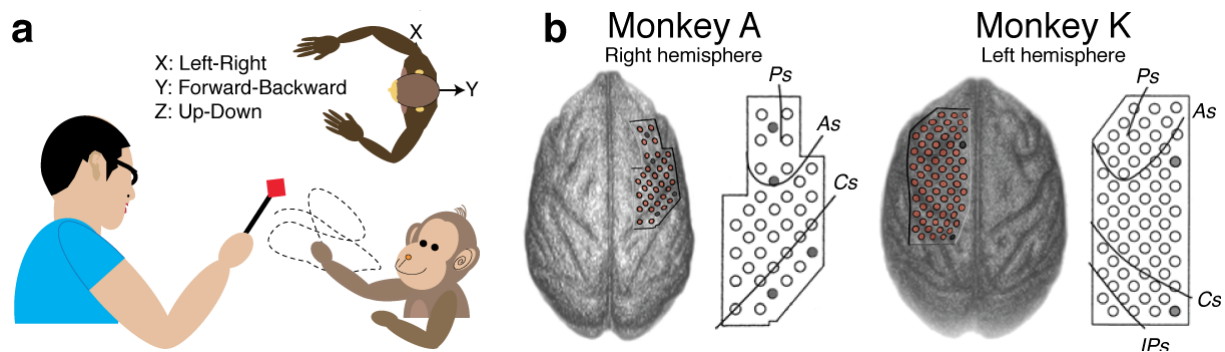 a
X: Left-Right
Y: Forward-Backward
Z: Up-Down
X
Y
b
Monkey A
Right hemisphere
Ps
As
Cs
Monkey K
Left hemisphere
Ps
As
Cs
IPs